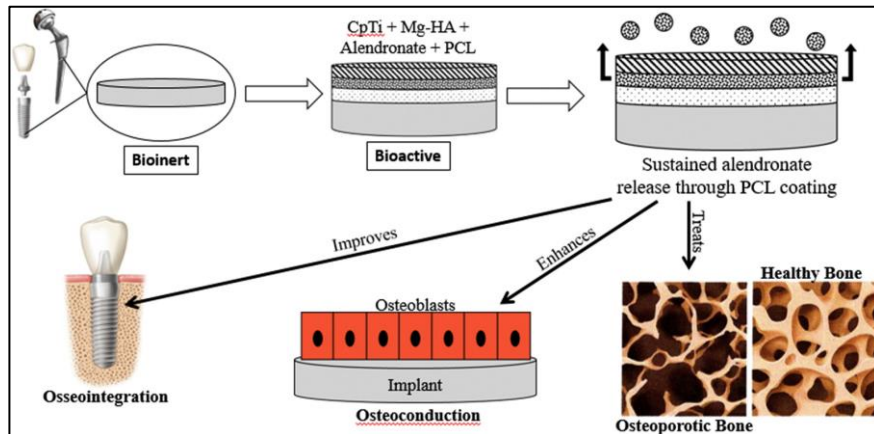 CpTi + Mg-HA +
Alendronate + PCL
Bioinert
Bioactive
Sustained alendronate
release through PCL coating
Improves
Enhances
Treats
Healthy Bone
Osteoblasts
Implant
Osseointegration
Osteoconduction
Osteoporotic Bone